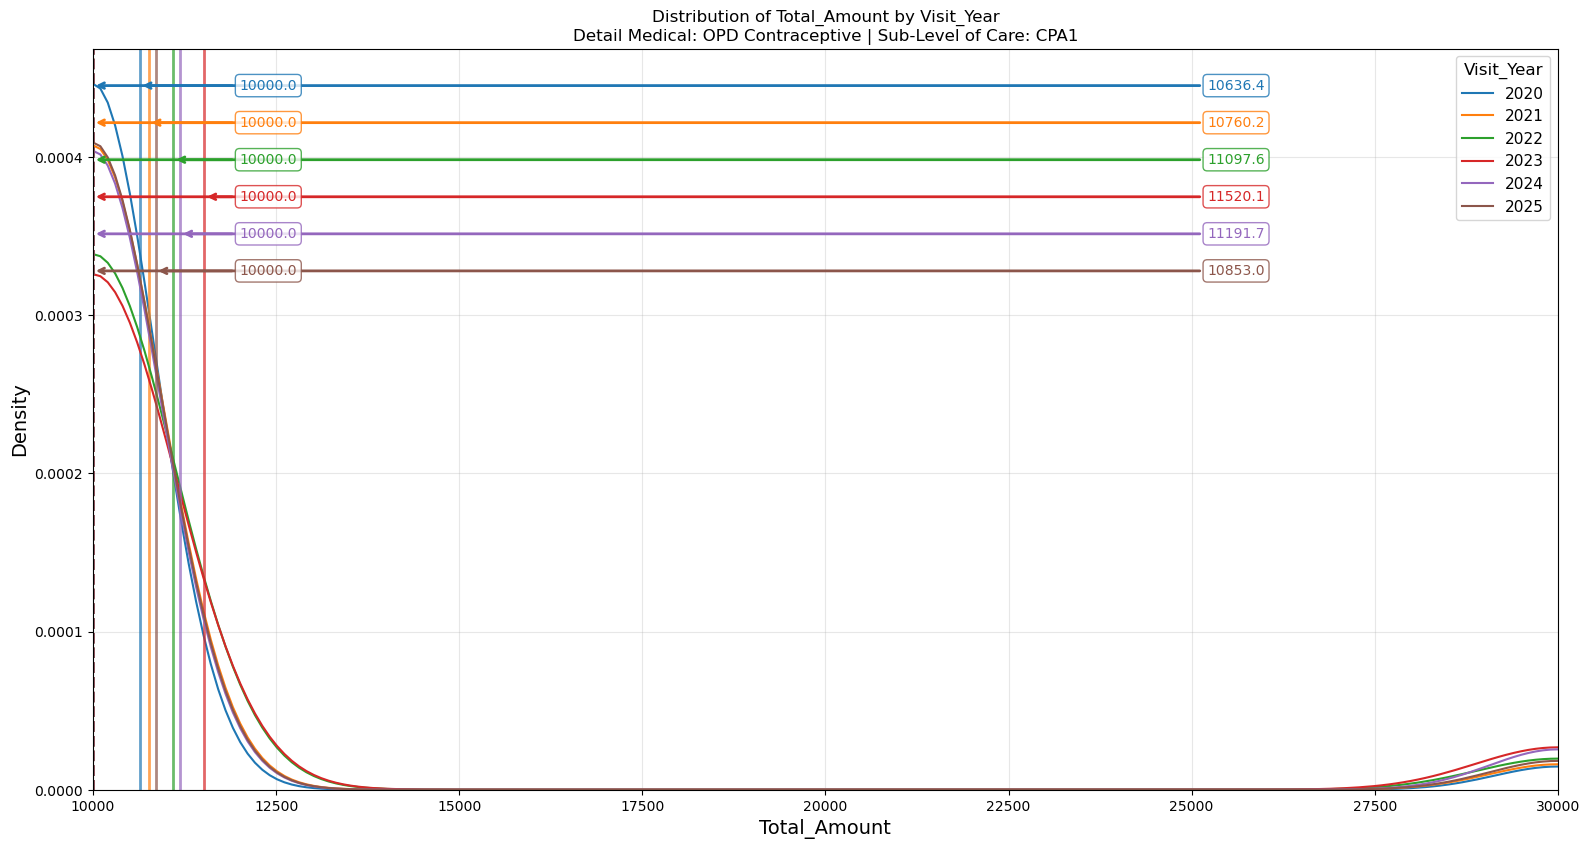 Distribution of Total_Amount by Visit_Year
Detail Medical: OPD Contraceptive | Sub-Level of Care: CPA1
Visit_Year
2020
2021
2022
2023
2024
2025
10000.0 10636.4
10000.0 10760.2
10000.0 11097.6
10000.0 11520.1
10000.0 11191.7
10000.0 10853.0
Density
0.0004
0.0003
0.0002
0.0001
0.0000
10000 12500 15000 17500 20000 22500 25000 27500 30000
Total_Amount